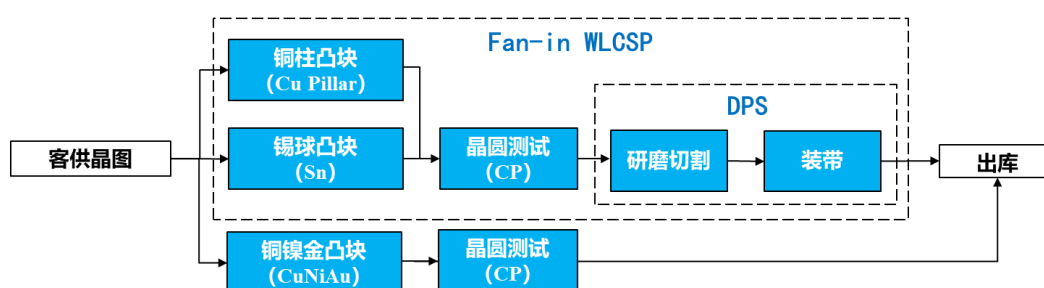 Fan-in WLCSP
铜柱凸块
（Cu Pillar）
DPS
客供晶图
锡球凸块
（Sn）
晶圆测试
（CP）
研磨切割
装带
出库
铜镍金凸块
（CuNiAu）
晶圆测试
（CP）